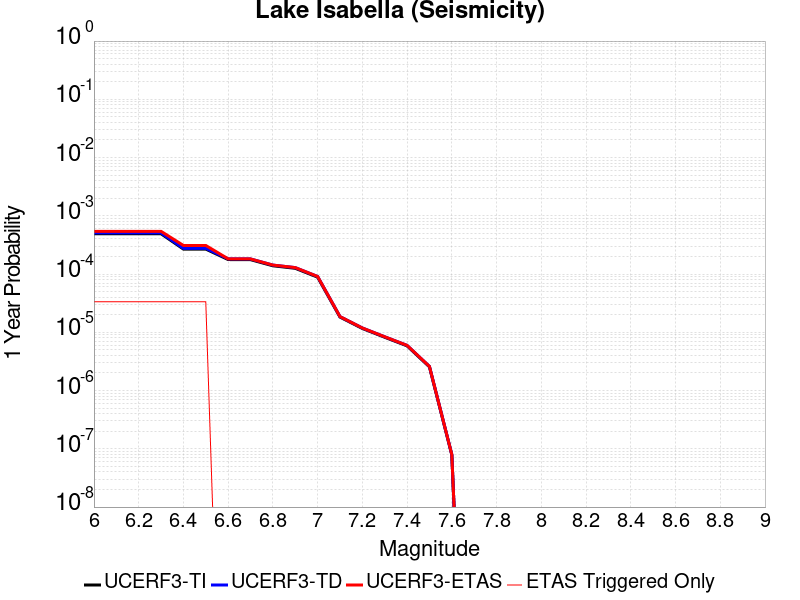 Lake Isabella (Seismicity)
10^0
10^-1
10^-2
10^-3
10^-4
10^-5
10^-6
10^-7
10^-8
1 Year Probability
6 6.2 6.4 6.6 6.8 7 7.2 7.4 7.6 7.8 8 8.2 8.4 8.6 8.8 9
Magnitude
UCERF3-TI UCERF3-TD UCERF3-ETAS ETAS Triggered Only